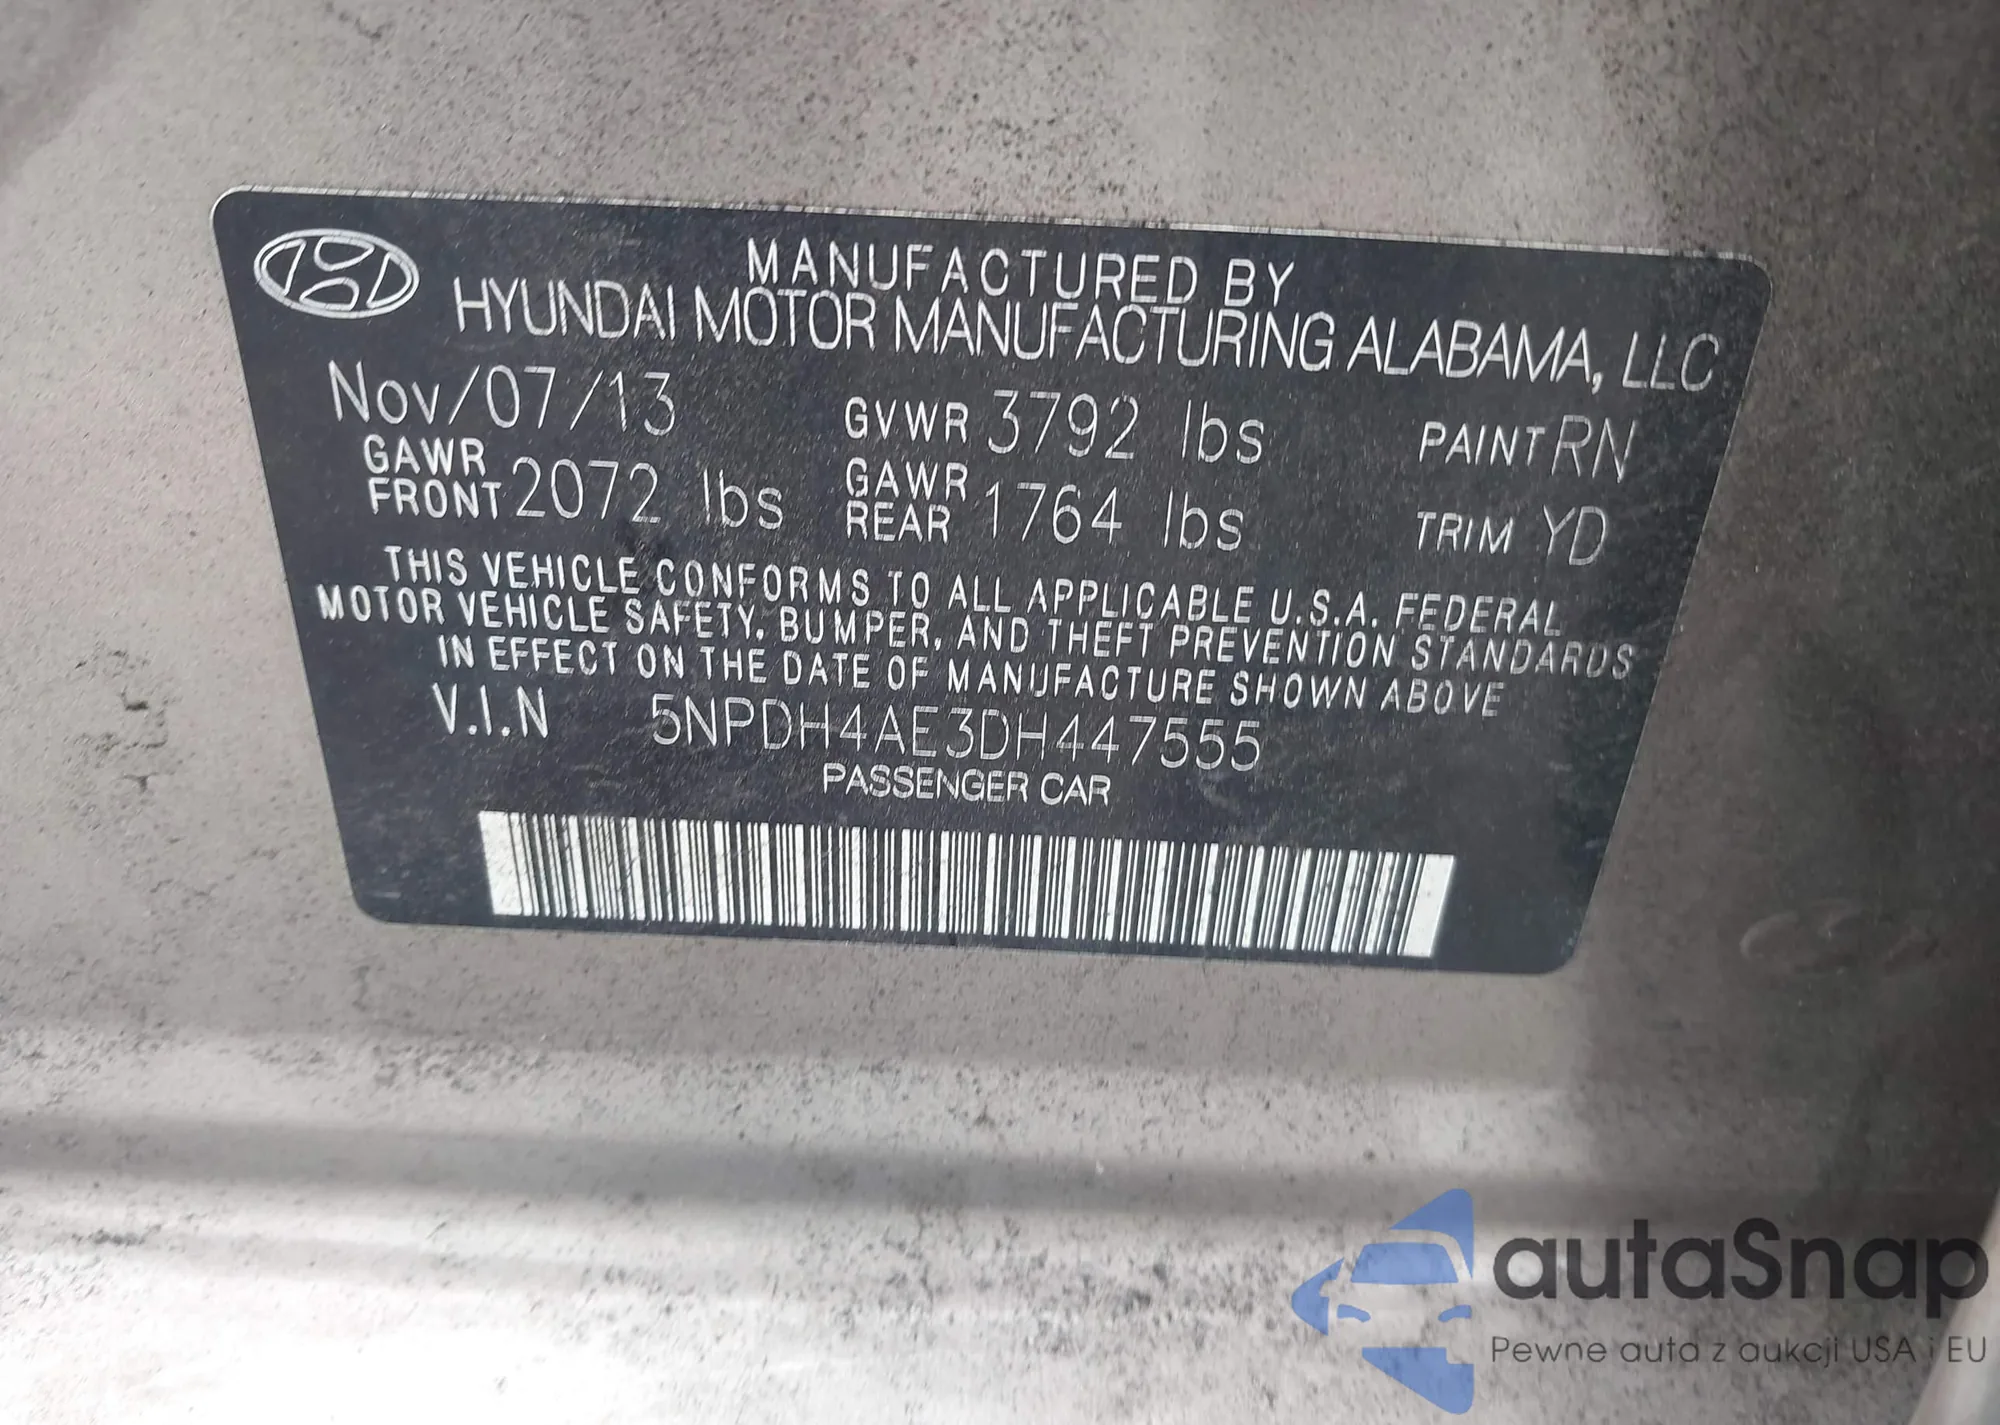 MANUFACTURED BY
HYUNDAI MOTOR MANUFACTURING ALABAMA, LLC
Nov/07/13 GVWR 3792 lbs PAINT RN
GAWR FRONT 2072 lbs GAWR REAR 1764 lbs TRIM YD
THIS VEHICLE CONFORMS TO ALL APPLICABLE U.S.A. FEDERAL
MOTOR VEHICLE SAFETY, BUMPER, AND THEFT PREVENTION STANDARDS
IN EFFECT ON THE DATE OF MANUFACTURE SHOWN ABOVE
V.I.N 5NPDH4AE3DH447555
PASSENGER CAR
autaSnap
Pewne auta z aukcji USA i EU